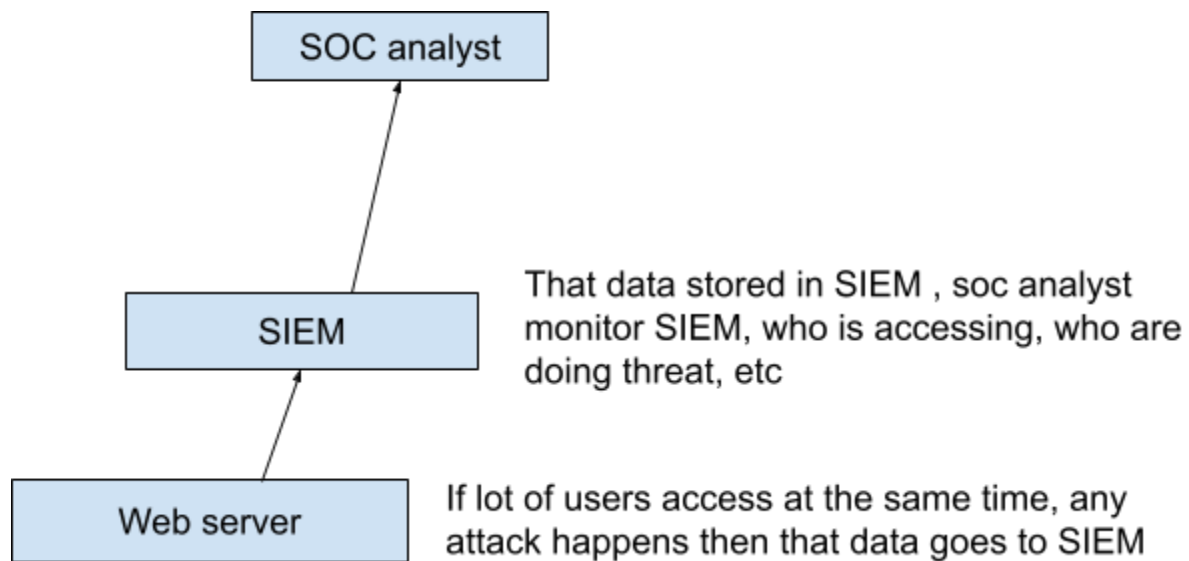 SOC analyst
That data stored in SIEM , soc analyst
monitor SIEM, who is accessing, who are
doing threat, etc
SIEM
If lot of users access at the same time, any
attack happens then that data goes to SIEM
Web server